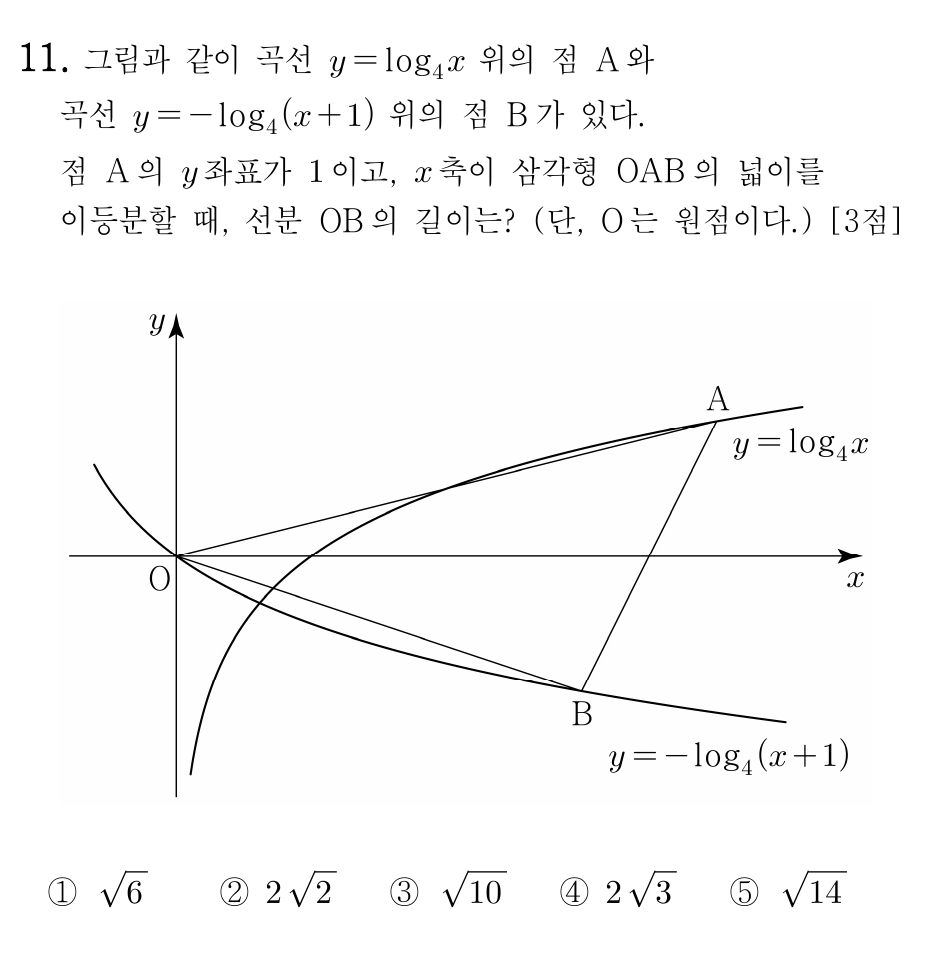 11. 그림과 같이 곡선 y=log₄x 위의 점 A와
곡선 y=−log₄(x+1) 위의 점 B가 있다.
점 A의 y좌표가 1이고, x축이 삼각형 OAB의 넓이를
이등분할 때, 선분 OB의 길이는? (단, O는 원점이다.) [3점]
y
A
y=log₄x
O
x
B
y=−log₄(x+1)
① √6 ② 2√2 ③ √10 ④ 2√3 ⑤ √14